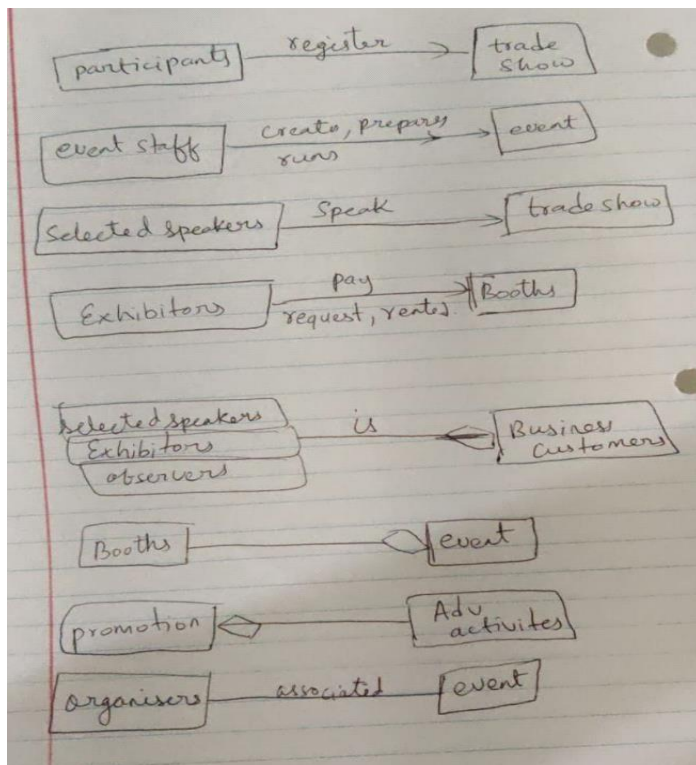 participants register trade
show
event staff create, prepares event
runs
Selected speakers Speak trade show
Exhibitors pay Booths
request, rented
Selected speakers is Business
Exhibitors customers
observers
Booths event
promotion Adv
activites
organisers associated event